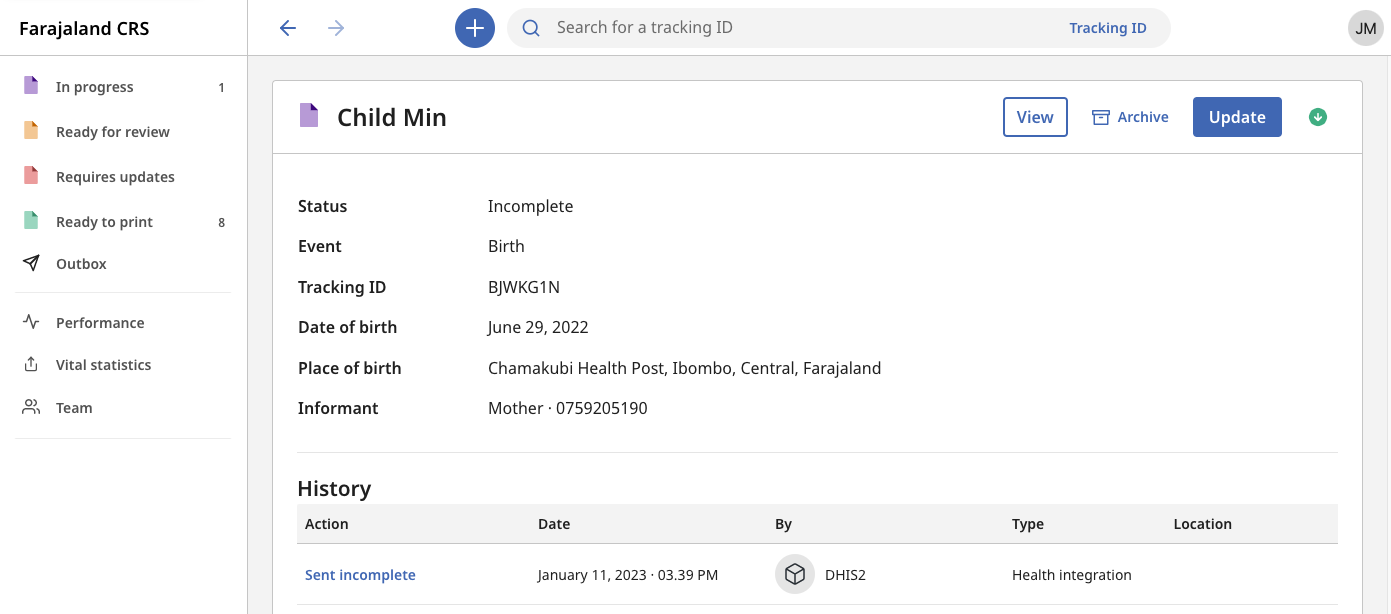 Farajaland CRS
Search for a tracking ID
Tracking ID
JM
In progress 1
Ready for review
Requires updates
Ready to print 8
Outbox
Performance
Vital statistics
Team
Child Min
View
Archive
Update
Status Incomplete
Event Birth
Tracking ID BJWKG1N
Date of birth June 29, 2022
Place of birth Chamakubi Health Post, Ibombo, Central, Farajaland
Informant Mother · 0759205190
History
Action Date By Type Location
Sent incomplete January 11, 2023 · 03.39 PM DHIS2 Health integration